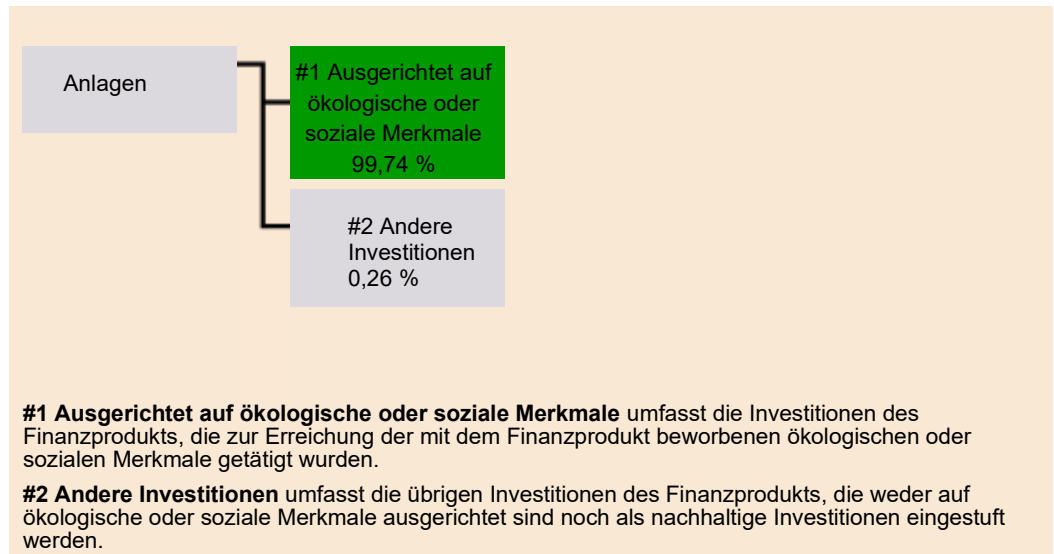 Anlagen
#1 Ausgerichtet auf
ökologische oder
soziale Merkmale
99,74 %
#2 Andere
Investitionen
0,26 %
#1 Ausgerichtet auf ökologische oder soziale Merkmale umfasst die Investitionen des
Finanzprodukts, die zur Erreichung der mit dem Finanzprodukt beworbenen ökologischen oder
sozialen Merkmale getätigt wurden.
#2 Andere Investitionen umfasst die übrigen Investitionen des Finanzprodukts, die weder auf
ökologische oder soziale Merkmale ausgerichtet sind noch als nachhaltige Investitionen eingestuft
werden.